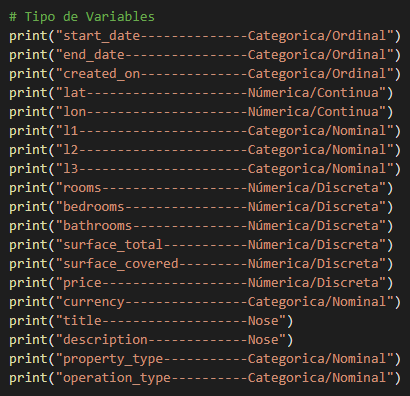 # Tipo de Variables
print("start_date--------------Categorica/Ordinal")
print("end_date----------------Categorica/Ordinal")
print("created_on--------------Categorica/Ordinal")
print("lat---------------------Númerica/Continua")
print("lon---------------------Númerica/Continua")
print("l1----------------------Categorica/Nominal")
print("l2----------------------Categorica/Nominal")
print("l3----------------------Categorica/Nominal")
print("rooms-------------------Númerica/Discreta")
print("bedrooms----------------Númerica/Discreta")
print("bathrooms---------------Númerica/Discreta")
print("surface_total-----------Númerica/Discreta")
print("surface_covered---------Númerica/Discreta")
print("price-------------------Númerica/Discreta")
print("currency----------------Categorica/Nominal")
print("title-------------------Nose")
print("description-------------Nose")
print("property_type-----------Categorica/Nominal")
print("operation_type----------Categorica/Nominal")